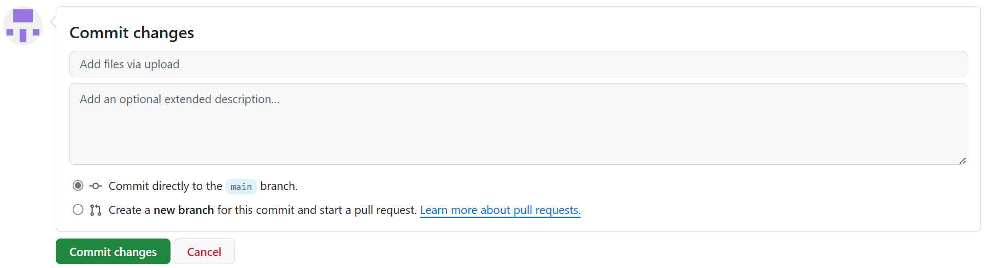 Commit changes
Add files via upload
Add an optional extended description...
Commit directly to the main branch.
Create a new branch for this commit and start a pull request. Learn more about pull requests.
Commit changes Cancel